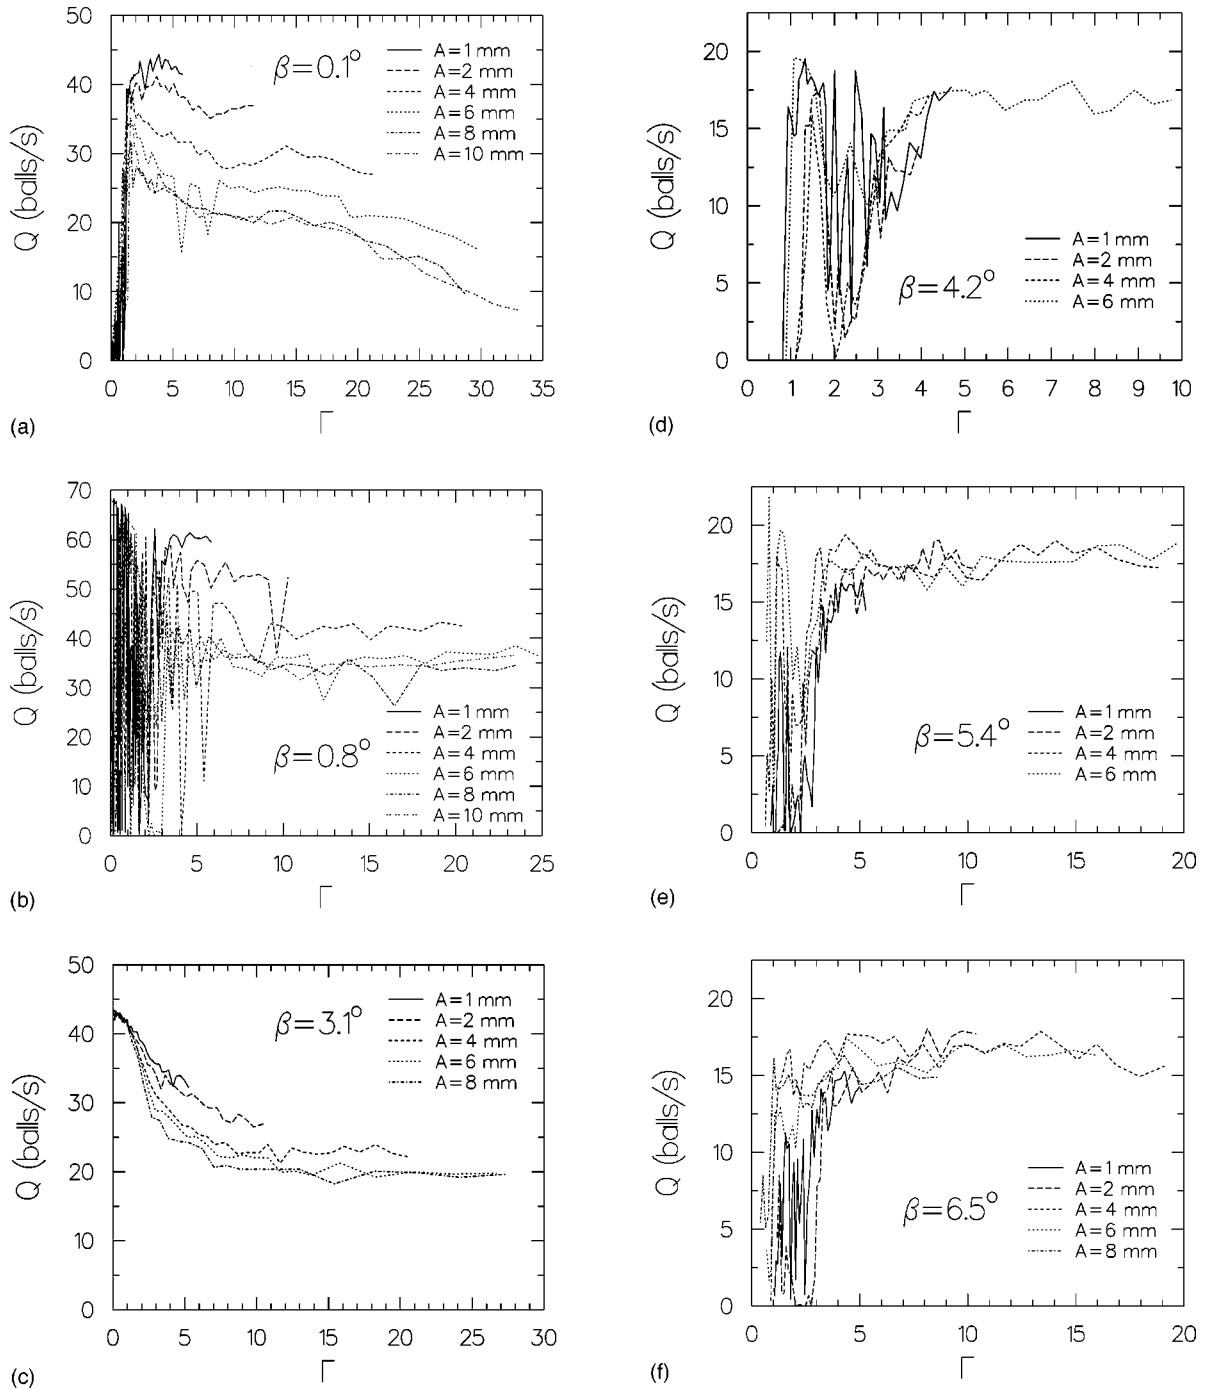 50
40
30
20
10
0
Q (balls/s)
β=0.1°
A=1 mm
A=2 mm
A=4 mm
A=6 mm
A=8 mm
A=10 mm
0 5 10 15 20 25 30 35
Γ
(a)
70
60
50
40
30
20
10
0
Q (balls/s)
β=0.8°
A=1 mm
A=2 mm
A=4 mm
A=6 mm
A=8 mm
A=10 mm
0 5 10 15 20 25
Γ
(b)
50
40
30
20
10
0
Q (balls/s)
β=3.1°
A=1 mm
A=2 mm
A=4 mm
A=6 mm
A=8 mm
0 5 10 15 20 25 30
Γ
(c)
20
15
10
5
0
Q (balls/s)
β=4.2°
A=1 mm
A=2 mm
A=4 mm
A=6 mm
0 1 2 3 4 5 6 7 8 9 10
Γ
(d)
20
15
10
5
0
Q (balls/s)
β=5.4°
A=1 mm
A=2 mm
A=4 mm
A=6 mm
0 5 10 15 20
Γ
(e)
20
15
10
5
0
Q (balls/s)
β=6.5°
A=1 mm
A=2 mm
A=4 mm
A=6 mm
A=8 mm
0 5 10 15 20
Γ
(f)